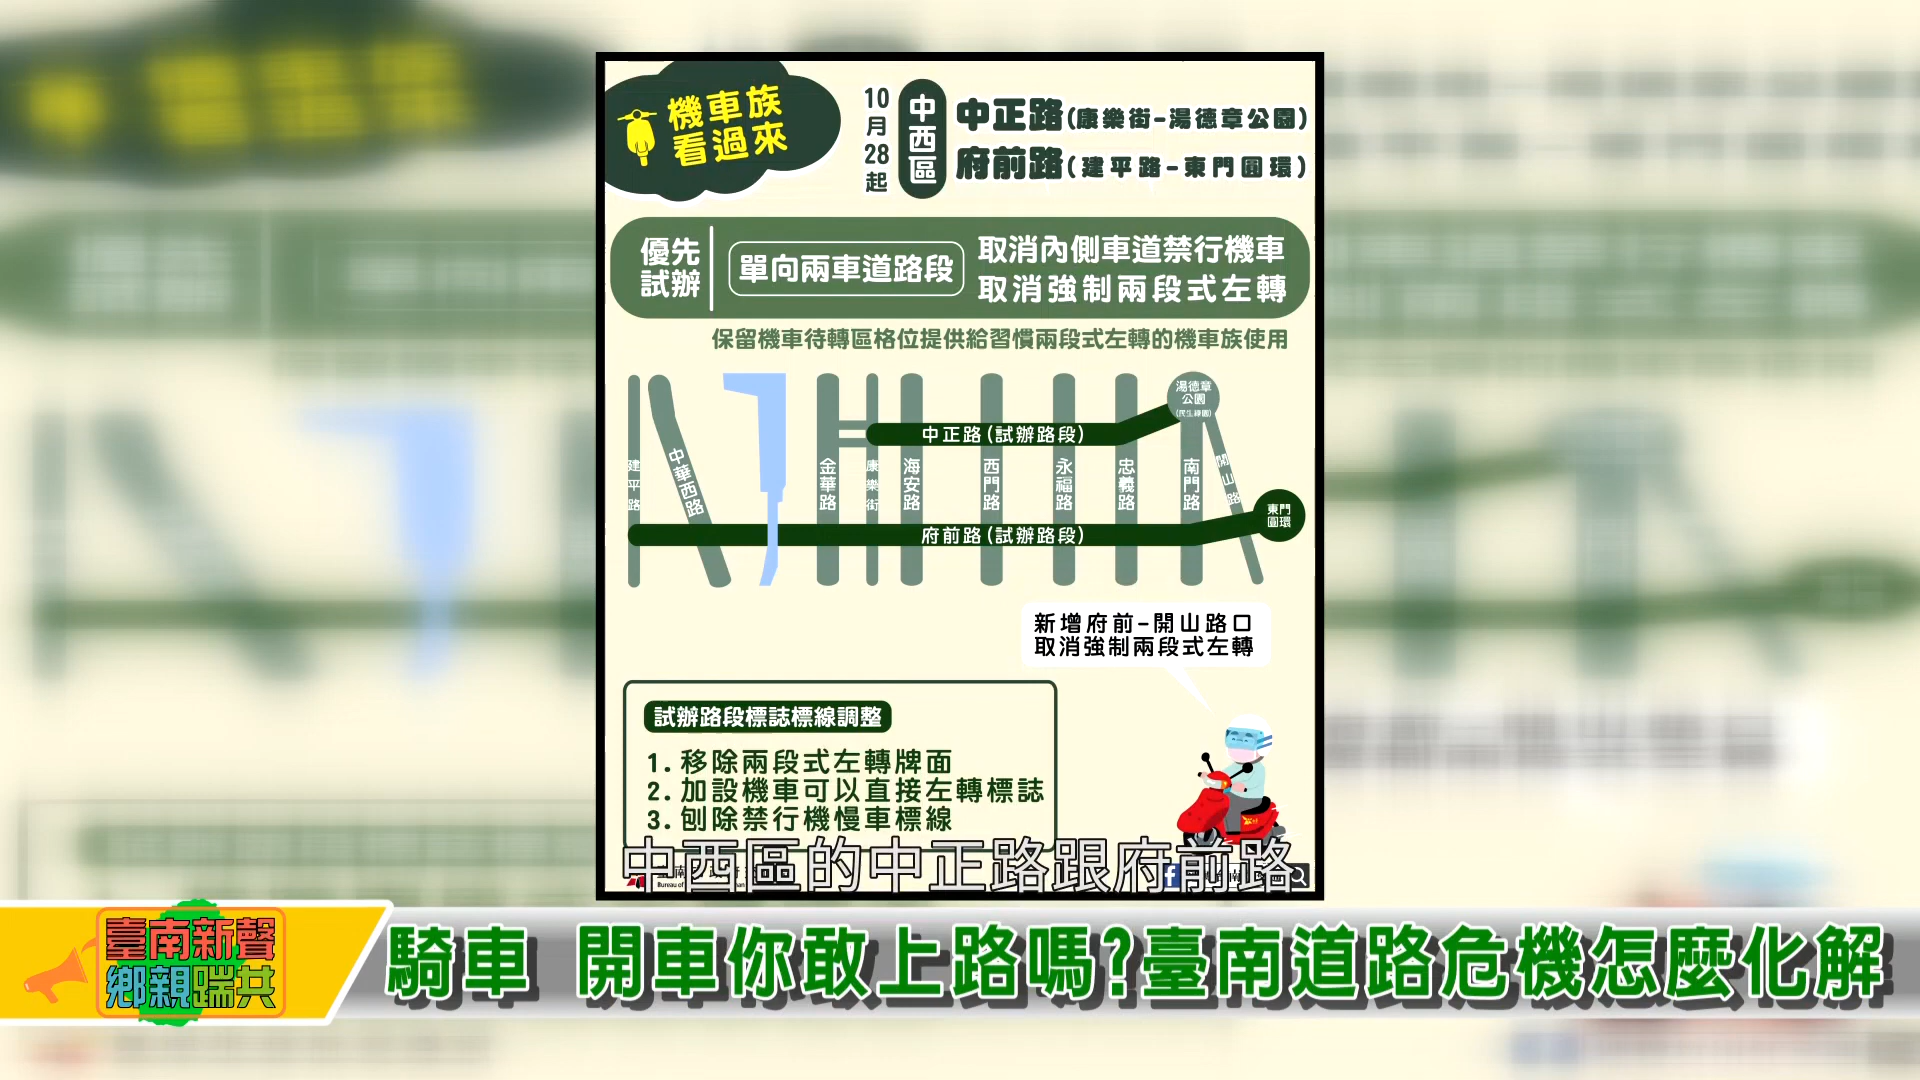 機車族
看過來
10月28起
中西區
中正路(康樂街-湯德章公園)
府前路(建平路-東門圓環)
優先
試辦
單向兩車道路段
取消內側車道禁行機車
取消強制兩段式左轉
保留機車待轉區格位提供給習慣兩段式左轉的機車族使用
湯德章
公園
(民生綠園)
中正路(試辦路段)
建平路
中華西路
金華路
康樂街
海安路
西門路
永福路
忠義路
南門路
開山路
東門
圓環
府前路(試辦路段)
新增府前-開山路口
取消強制兩段式左轉
試辦路段標誌標線調整
1.移除兩段式左轉牌面
2.加設機車可以直接左轉標誌
3.刨除禁行機慢車標線
中西區的中正路跟府前路
臺南新聲
鄉親踹共
騎車 開車你敢上路嗎?臺南道路危機怎麼化解